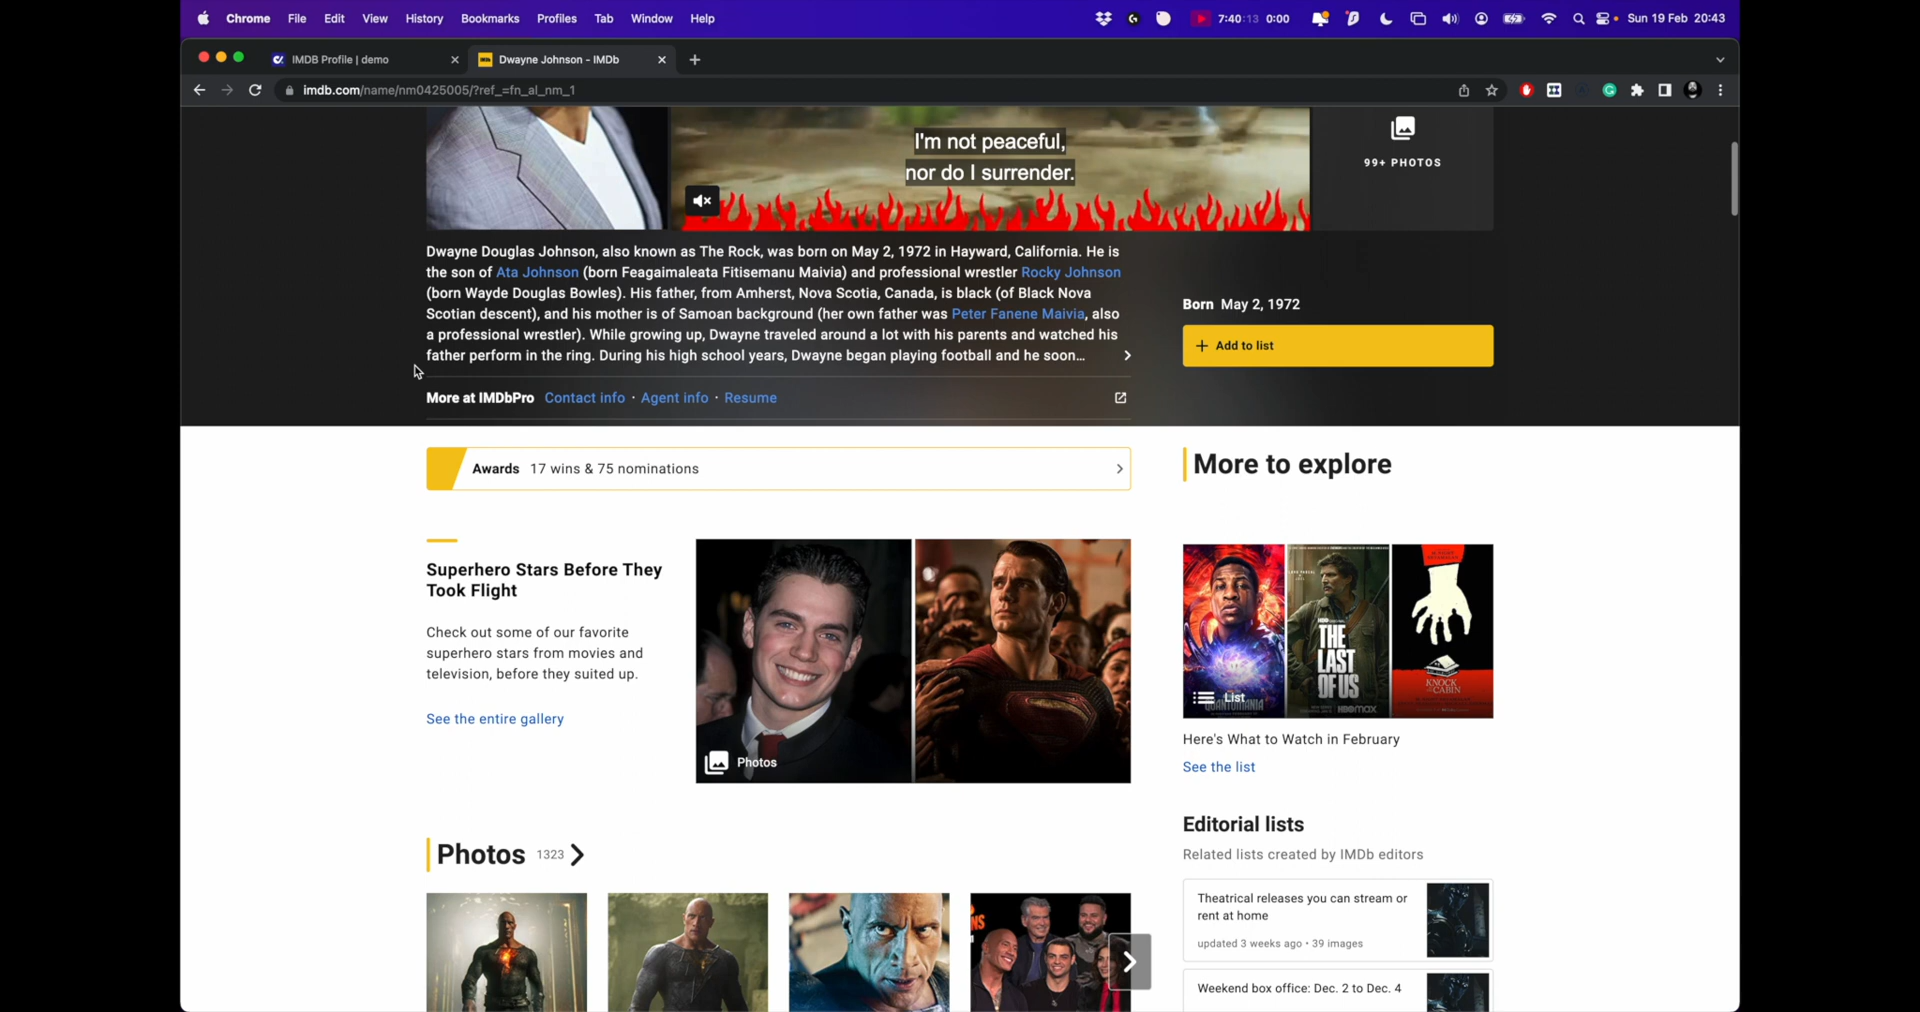 Chrome File Edit View History Bookmarks Profiles Tab Window Help 7:40:13 0:00 Sun 19 Feb 20:43
IMDB Profile | demo
Dwayne Johnson - IMDb
imdb.com/name/nm0425005/?ref_=fn_al_nm_1
I'm not peaceful,
nor do I surrender.
99+ PHOTOS
Dwayne Douglas Johnson, also known as The Rock, was born on May 2, 1972 in Hayward, California. He is
the son of Ata Johnson (born Feagaimaleata Fitisemanu Maivia) and professional wrestler Rocky Johnson
(born Wayde Douglas Bowles). His father, from Amherst, Nova Scotia, Canada, is black (of Black Nova
Scotian descent), and his mother is of Samoan background (her own father was Peter Fanene Maivia, also
a professional wrestler). While growing up, Dwayne traveled around a lot with his parents and watched his
father perform in the ring. During his high school years, Dwayne began playing football and he soon...
Born May 2, 1972
+ Add to list
More at IMDbPro Contact info · Agent info · Resume
Awards 17 wins & 75 nominations
More to explore
Superhero Stars Before They
Took Flight
Check out some of our favorite
superhero stars from movies and
television, before they suited up.
See the entire gallery
Photos
List
QUANTUMANIA
THE
LAST
OF US
HBOMAX
KNOCK
AT THE
CABIN
Here's What to Watch in February
See the list
Photos 1323
Editorial lists
Related lists created by IMDb editors
Theatrical releases you can stream or
rent at home
updated 3 weeks ago • 39 images
Weekend box office: Dec. 2 to Dec. 4